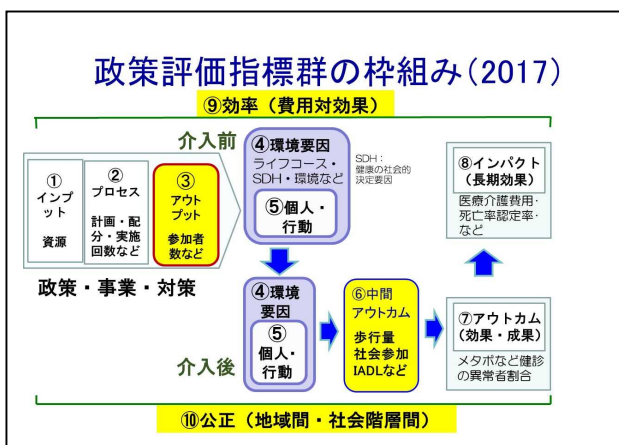 政策評価指標群の枠組み（2017）
⑨効率（費用対効果）
介入前
①
インプ
ット
資源
②
プロセス
計画・配
分・実施
回数など
③
アウト
プット
参加者
数など
政策・事業・対策
④環境要因
ライフコース・
SDH・環境など
⑤個人・
行動
SDH：
健康の社会的
決定要因
⑧インパクト
（長期効果）
医療介護費用・
死亡率認定率・
など
④環境
要因
⑤
個人・
行動
介入後
⑥中間
アウトカム
歩行量
社会参加
IADLなど
⑦アウトカム
（効果・成果）
メタボなど健診
の異常者割合
⑩公正（地域間・社会階層間）